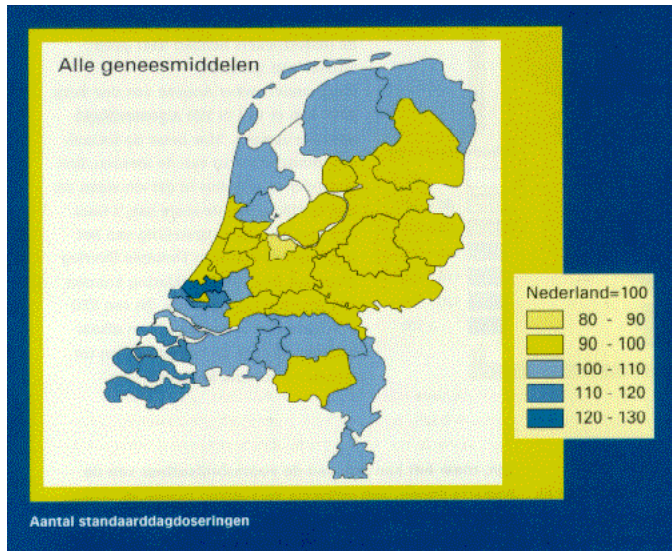 Alle geneesmiddelen
Nederland=100
80 - 90
90 - 100
100 - 110
110 - 120
120 - 130
Aantal standaarddagdoseringen